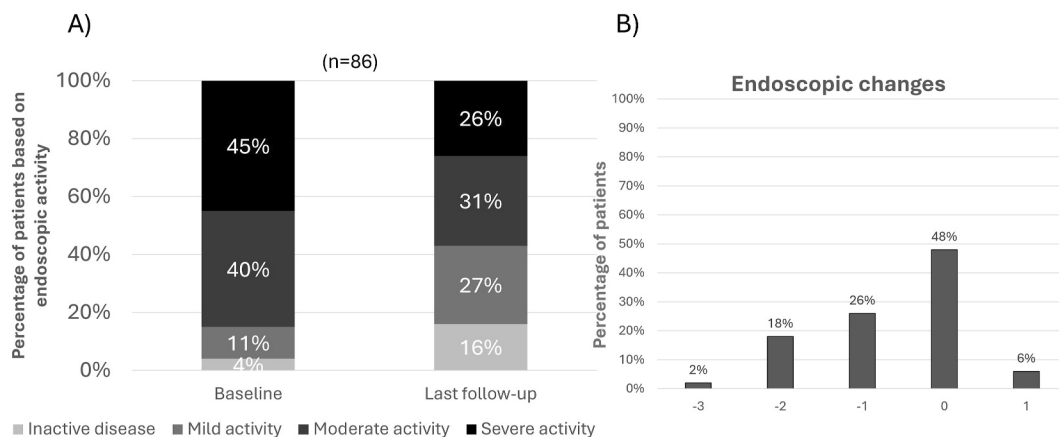 A)
(n=86)
Percentage of patients based on
endoscopic activity
100%
80%
60%
40%
20%
0%
45%
40%
11%
4%
26%
31%
27%
16%
Baseline
Last follow-up
Inactive disease
Mild activity
Moderate activity
Severe activity
B)
Endoscopic changes
Percentage of patients
100%
90%
80%
70%
60%
50%
40%
30%
20%
10%
0%
2%
18%
26%
48%
6%
-3
-2
-1
0
1